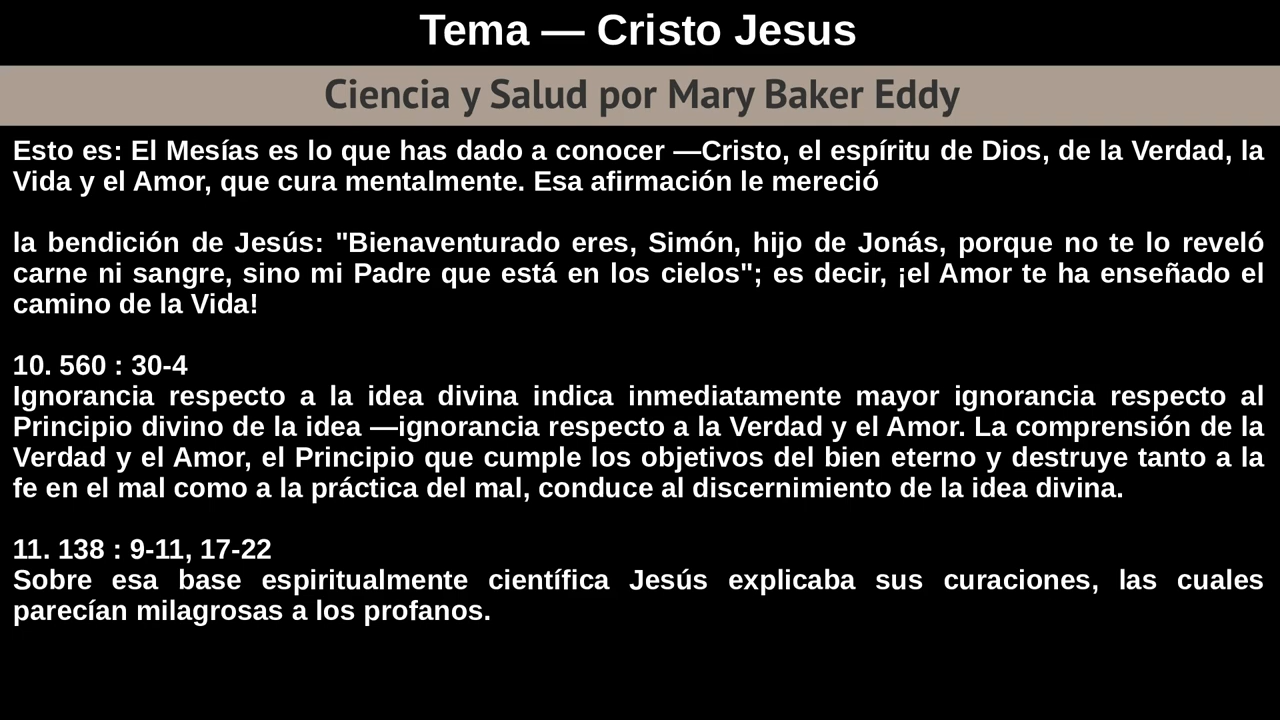 Tema — Cristo Jesus
Ciencia y Salud por Mary Baker Eddy
Esto es: El Mesías es lo que has dado a conocer —Cristo, el espíritu de Dios, de la Verdad, la
Vida y el Amor, que cura mentalmente. Esa afirmación le mereció
la bendición de Jesús: "Bienaventurado eres, Simón, hijo de Jonás, porque no te lo reveló
carne ni sangre, sino mi Padre que está en los cielos"; es decir, ¡el Amor te ha enseñado el
camino de la Vida!
10. 560 : 30-4
Ignorancia respecto a la idea divina indica inmediatamente mayor ignorancia respecto al
Principio divino de la idea —ignorancia respecto a la Verdad y el Amor. La comprensión de la
Verdad y el Amor, el Principio que cumple los objetivos del bien eterno y destruye tanto a la
fe en el mal como a la práctica del mal, conduce al discernimiento de la idea divina.
11. 138 : 9-11, 17-22
Sobre esa base espiritualmente científica Jesús explicaba sus curaciones, las cuales
parecían milagrosas a los profanos.